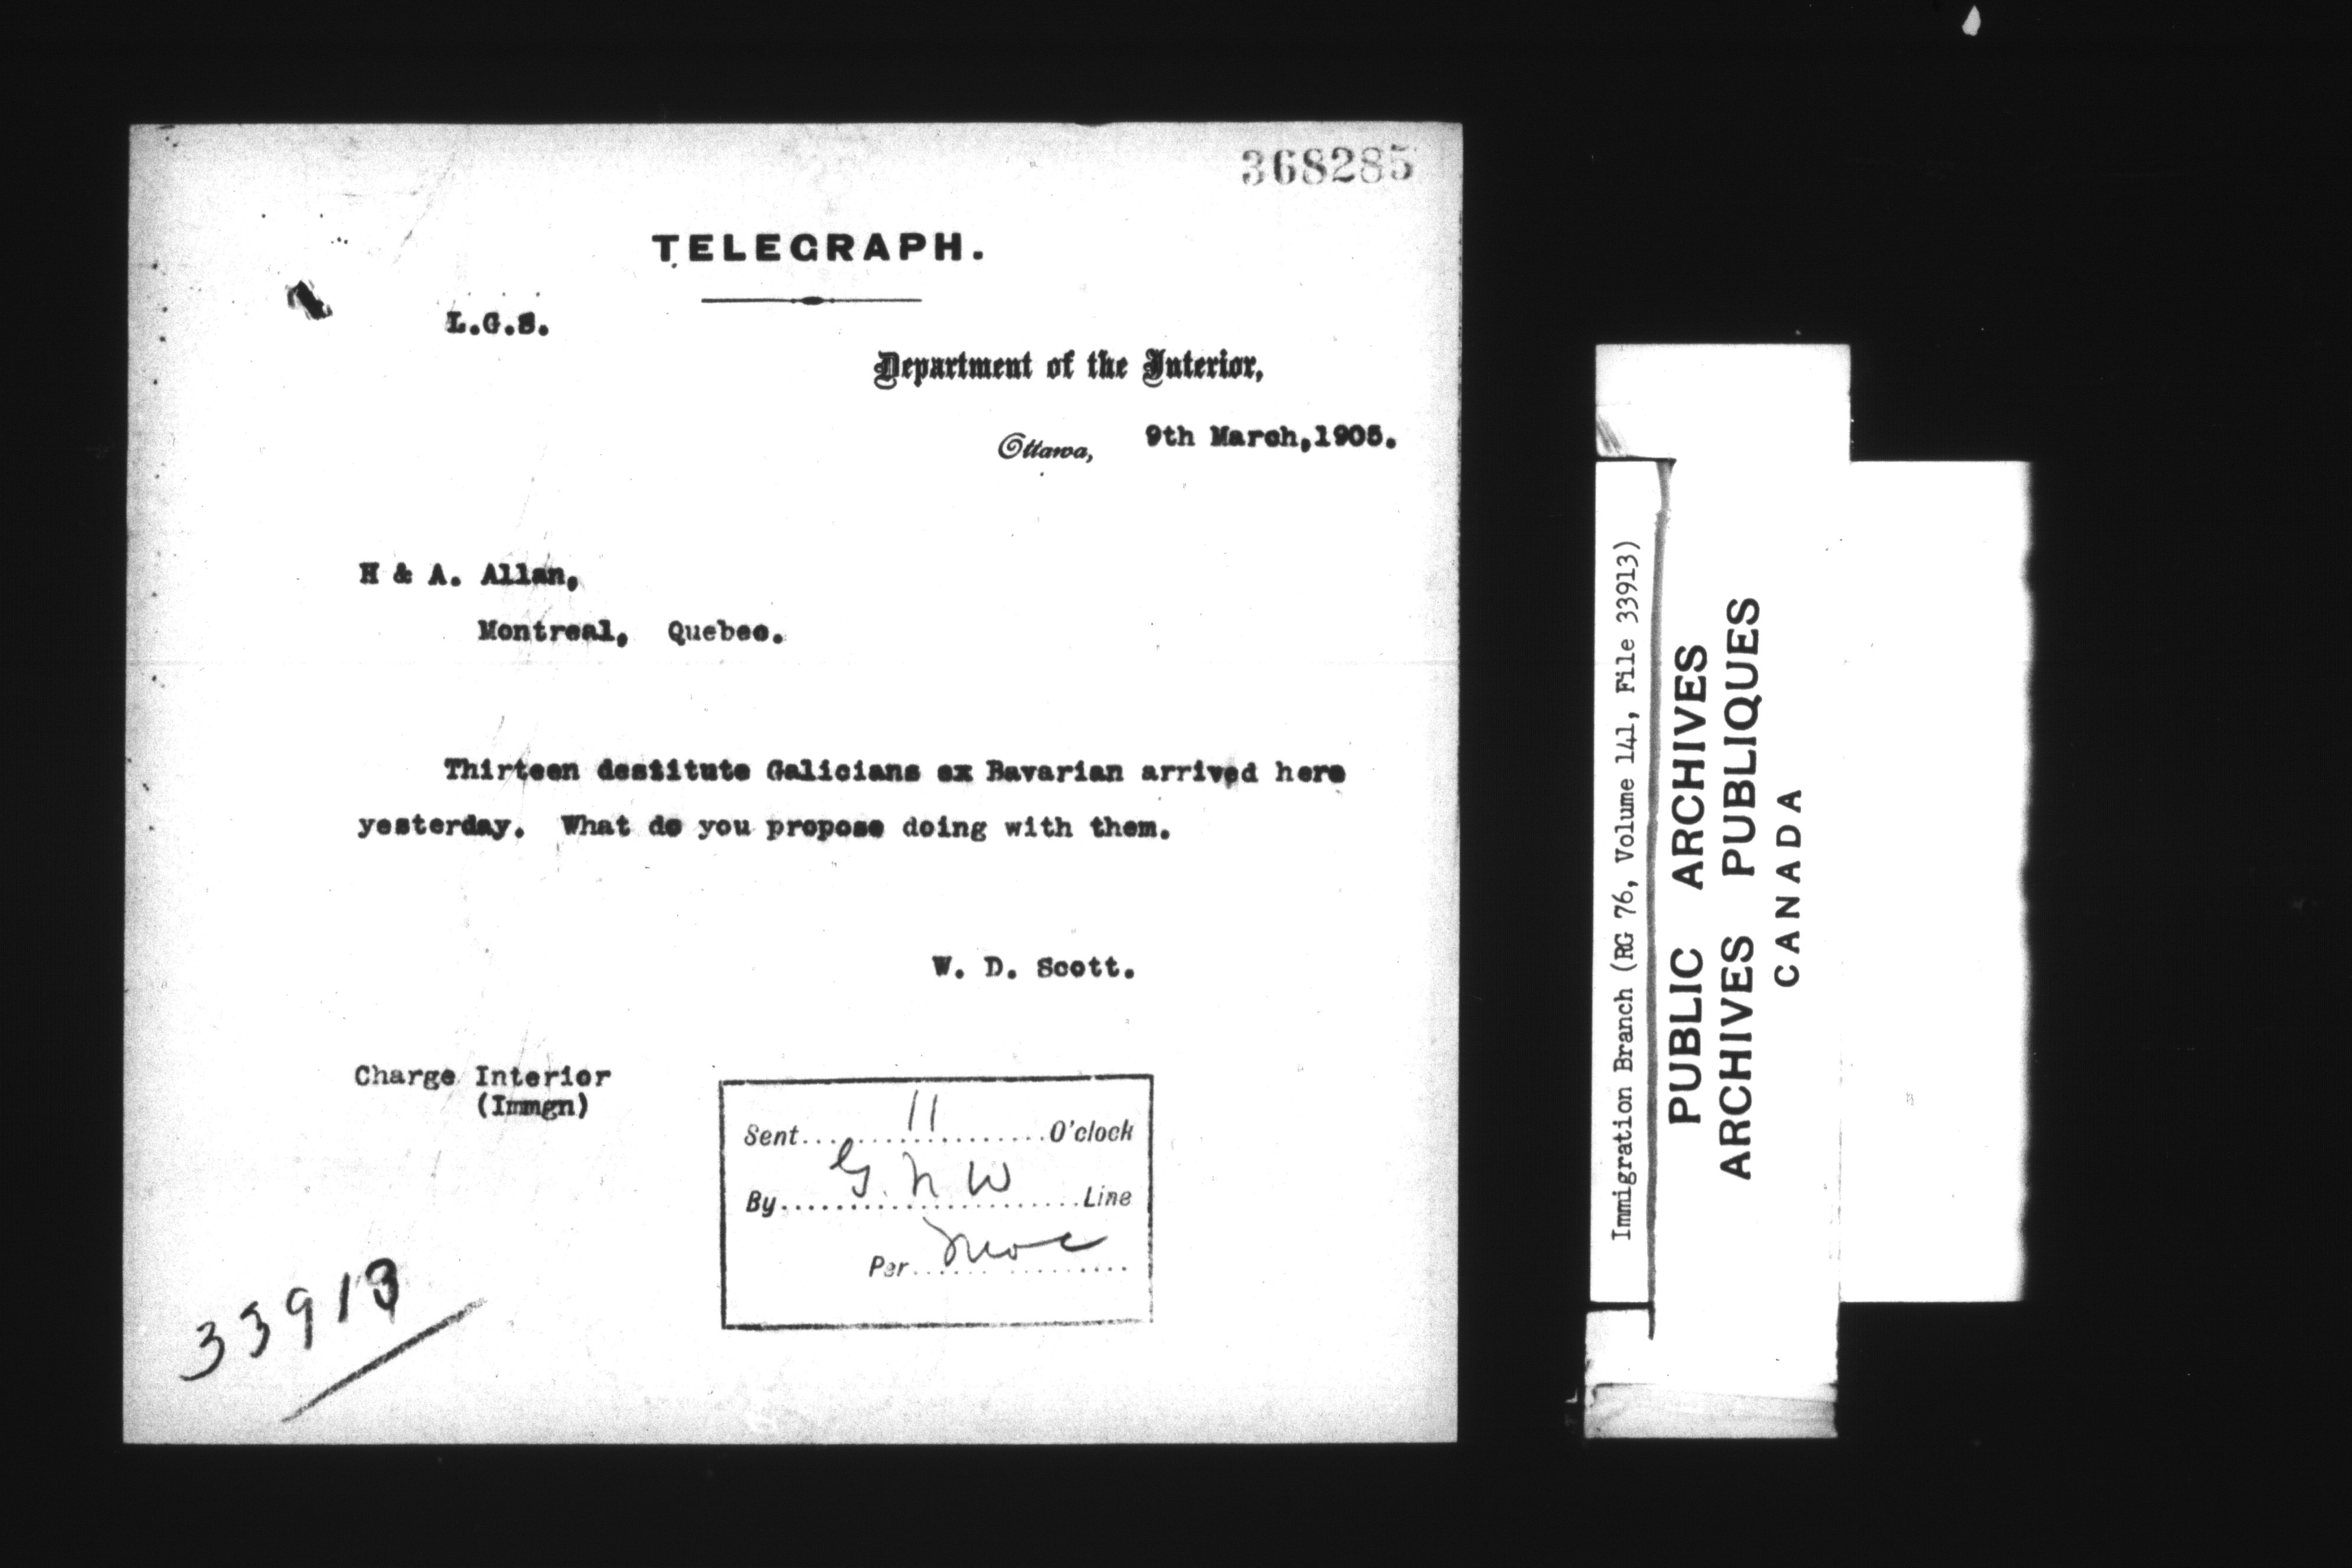 368285
TELEGRAPH.
L.G.S.
Department of the Interior,
Ottawa, 9th March,1905.
H & A. Allan,
Montreal, Quebec.
Thirteen destitute Galicians ex Bavarian arrived here
yesterday. What do you propose doing with them.
W. D. Scott.
Charge Interior
(Immgn)
Sent 11 O'clock
By G. N W Line
Per
33913
Immigration Branch (RG 76, Volume 141, File 33913)
PUBLIC ARCHIVES
ARCHIVES PUBLIQUES
CANADA